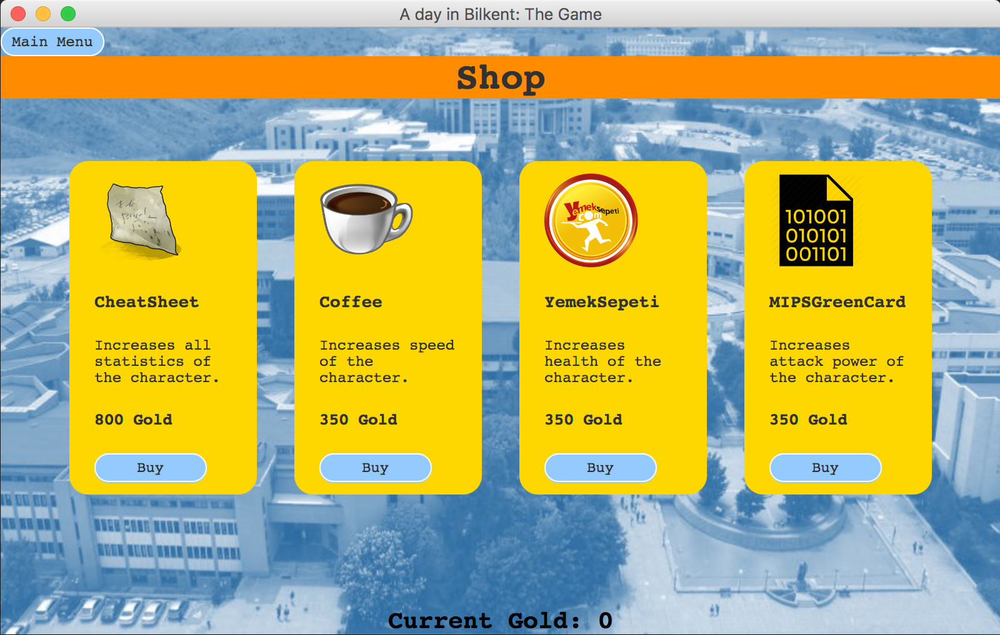 A day in Bilkent: The Game
Main Menu
Shop
yemek
sepeti
com
101001
010101
001101
CheatSheet
Coffee
YemekSepeti
MIPSGreenCard
Increases all
statistics of
the character.
Increases speed
of the
character.
Increases
health of the
character.
Increases
attack power of
the character.
800 Gold
350 Gold
350 Gold
350 Gold
Buy
Buy
Buy
Buy
Current Gold: 0